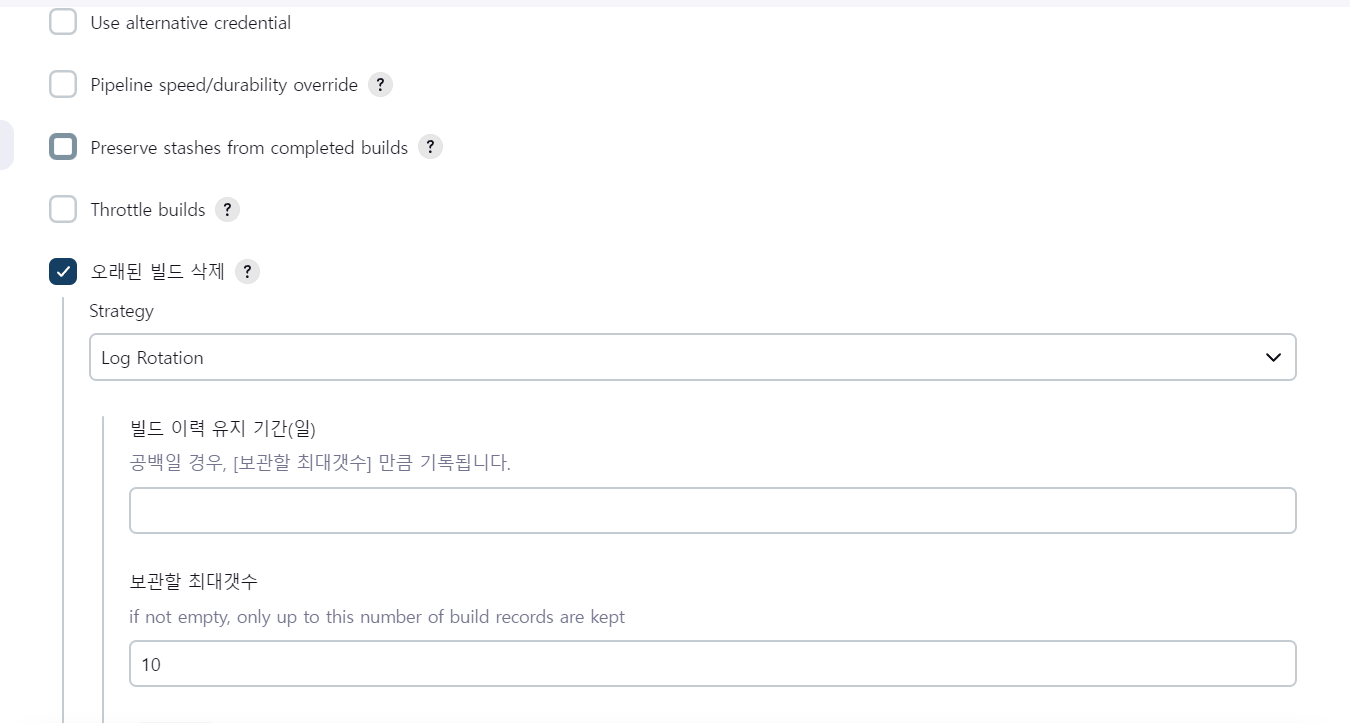 Use alternative credential
Pipeline speed/durability override ?
Preserve stashes from completed builds ?
Throttle builds ?
오래된 빌드 삭제 ?
Strategy
Log Rotation
빌드 이력 유지 기간(일)
공백일 경우, [보관할 최대갯수] 만큼 기록됩니다.
보관할 최대갯수
if not empty, only up to this number of build records are kept
10